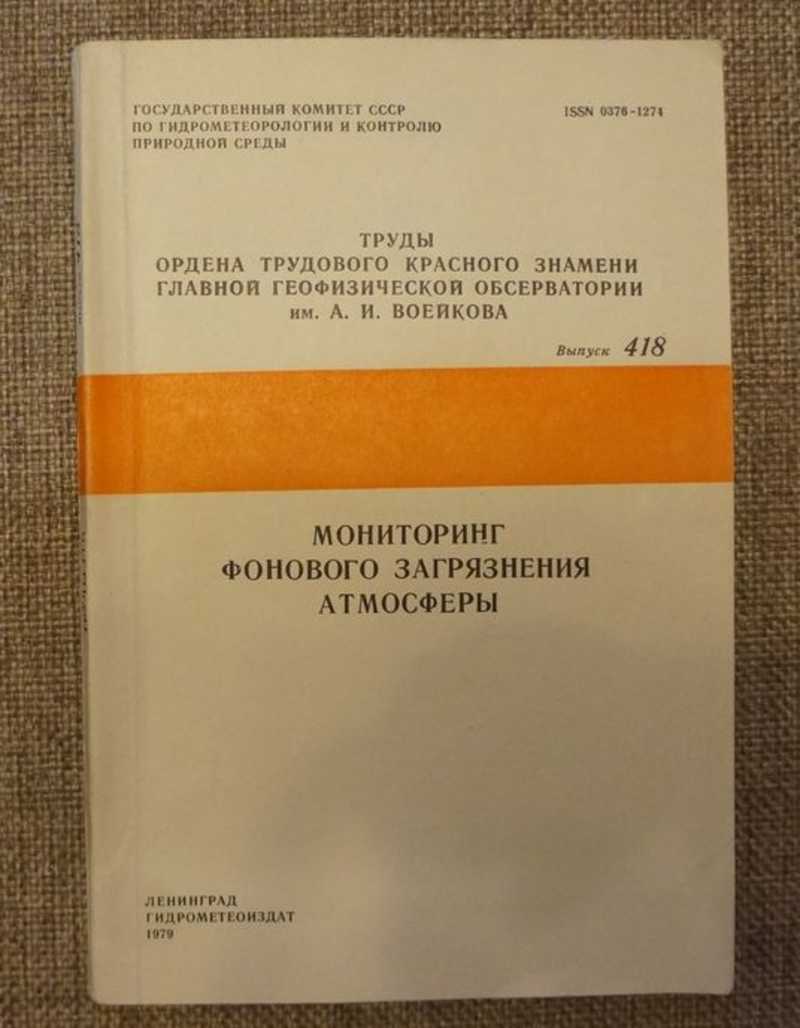 ГОСУДАРСТВЕННЫЙ КОМИТЕТ СССР
ПО ГИДРОМЕТЕОРОЛОГИИ И КОНТРОЛЮ
ПРИРОДНОЙ СРЕДЫ
ISSN 0376-1274
ТРУДЫ
ОРДЕНА ТРУДОВОГО КРАСНОГО ЗНАМЕНИ
ГЛАВНОЙ ГЕОФИЗИЧЕСКОЙ ОБСЕРВАТОРИИ
им. А. И. ВОЕЙКОВА
Выпуск 418
МОНИТОРИНГ
ФОНОВОГО ЗАГРЯЗНЕНИЯ
АТМОСФЕРЫ
ЛЕНИНГРАД
ГИДРОМЕТЕОИЗДАТ
1979